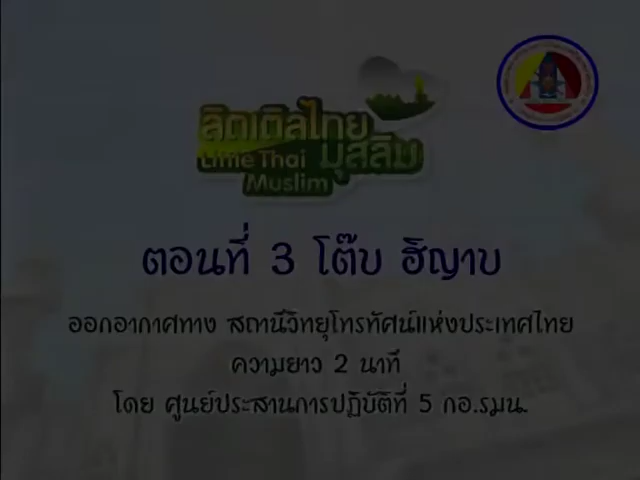 ลิตเติลไทย
มุสลิม
Little Thai
Muslim
ตอนที่ 3 โต๊บ ฮิญาบ
ออกอากาศทาง สถานีวิทยุโทรทัศน์แห่งประเทศไทย
ความยาว 2 นาที
โดย ศูนย์ประสานการปฏิบัติที่ 5 กอ.รมน.